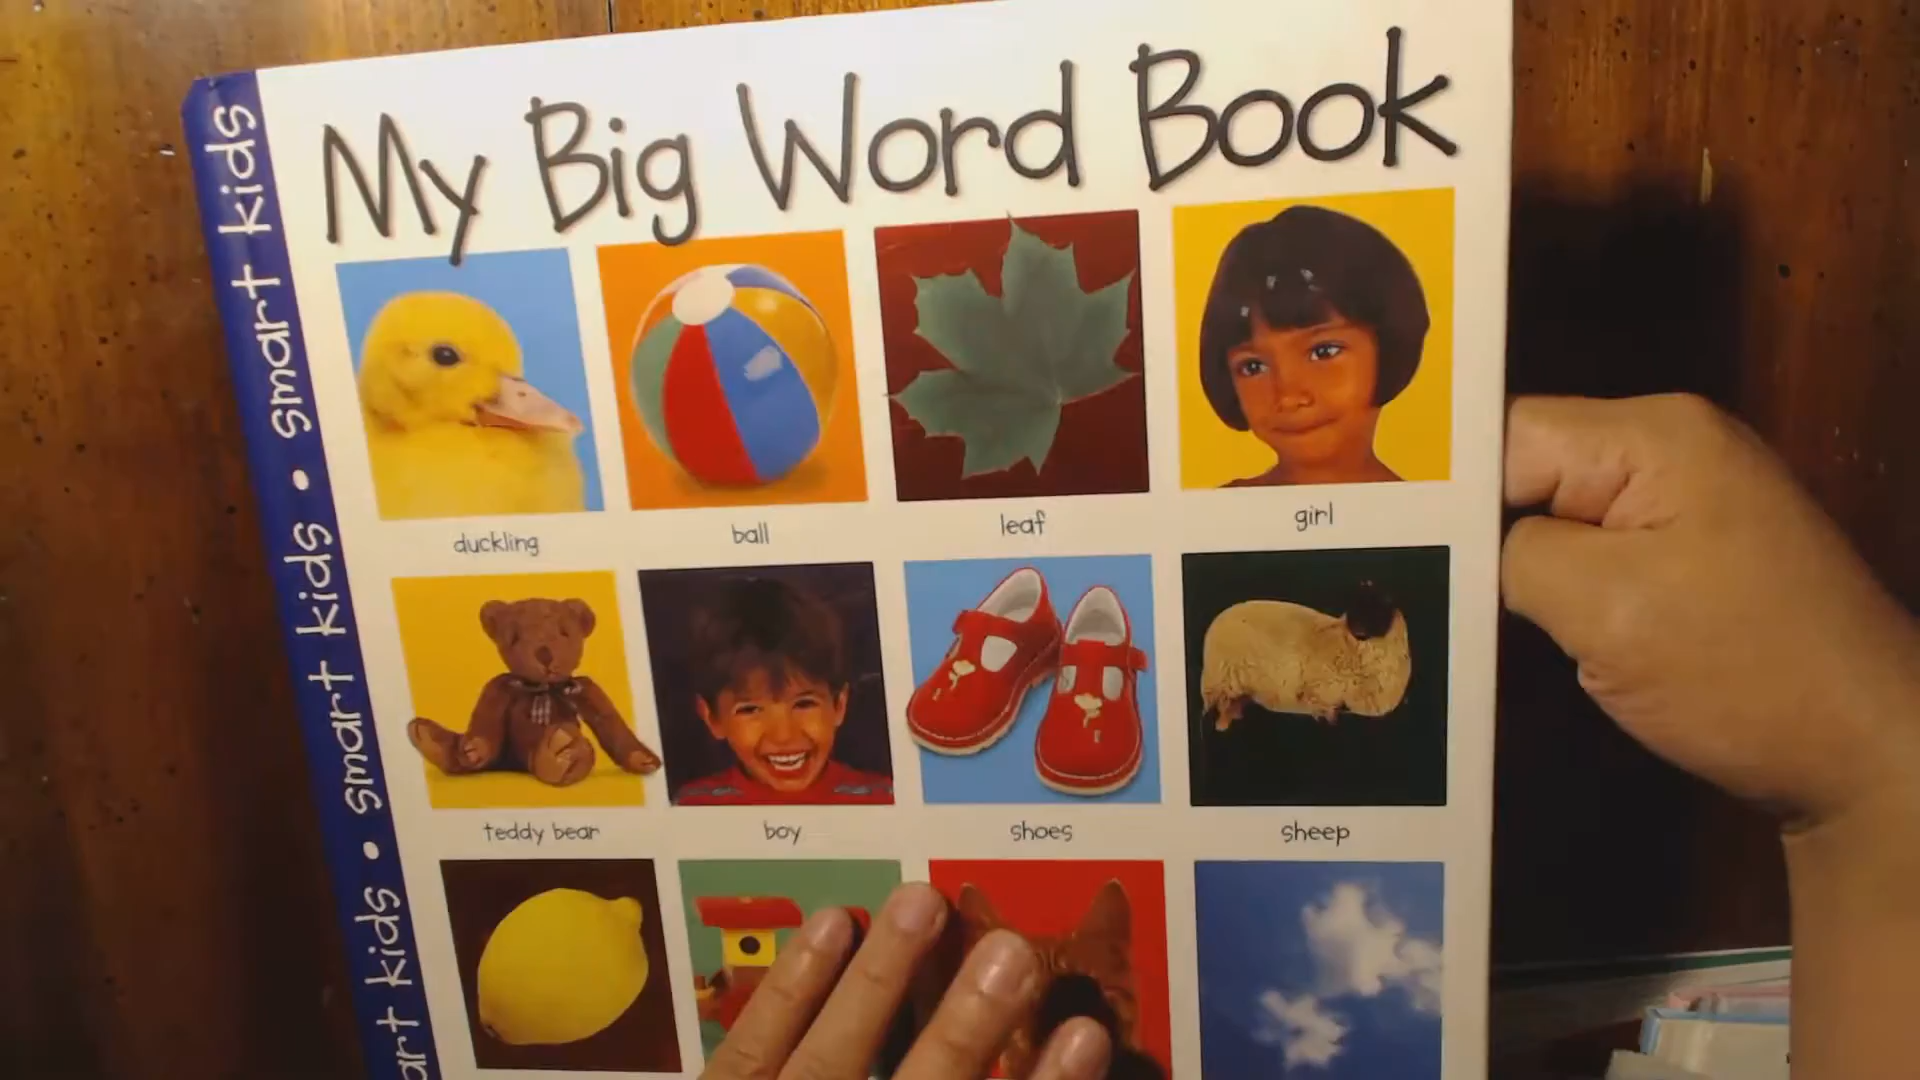 My Big Word Book
smart kids • smart kids • smart kids
duckling
ball
leaf
girl
teddy bear
boy
shoes
sheep